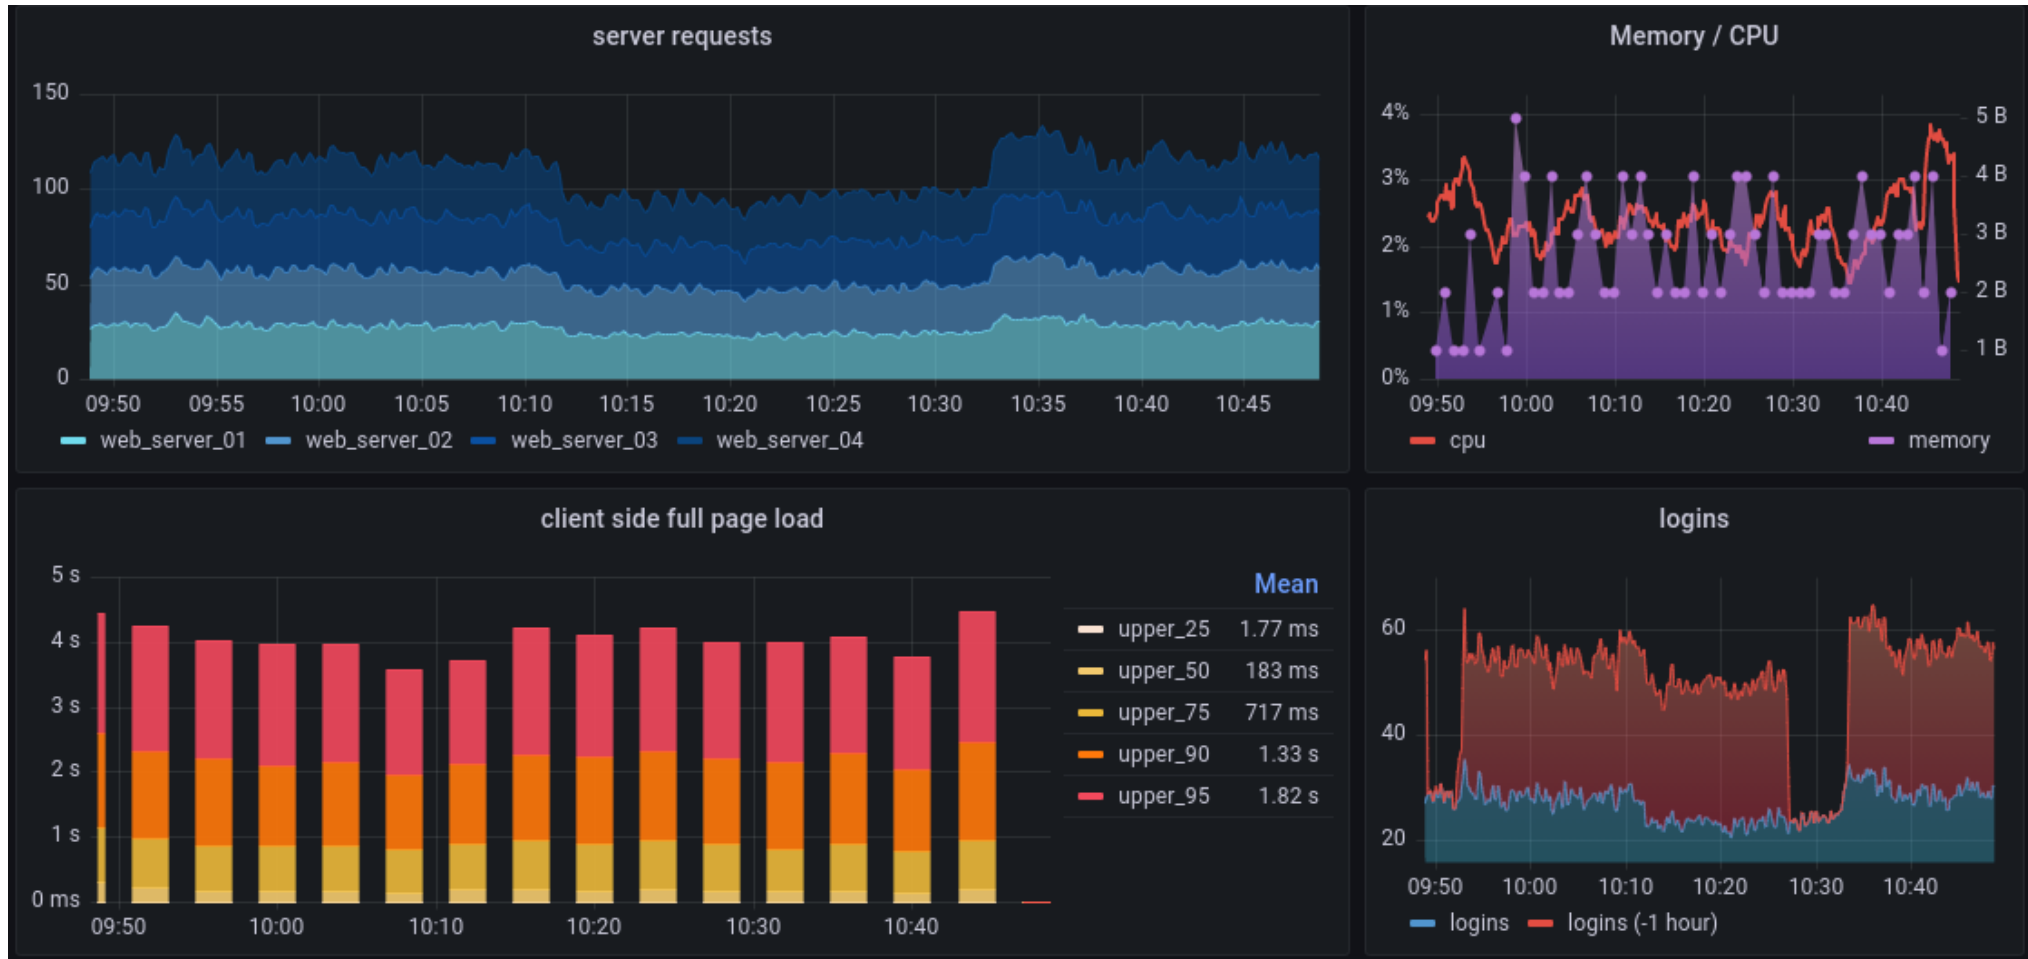 server requests
150
100
50
0
09:50 09:55 10:00 10:05 10:10 10:15 10:20 10:25 10:30 10:35 10:40 10:45
web_server_01 web_server_02 web_server_03 web_server_04
Memory / CPU
4% 5 B
3% 4 B
2% 3 B
1% 2 B
0% 1 B
09:50 10:00 10:10 10:20 10:30 10:40
cpu memory
client side full page load
5 s
4 s
3 s
2 s
1 s
0 ms
09:50 10:00 10:10 10:20 10:30 10:40
Mean
upper_25 1.77 ms
upper_50 183 ms
upper_75 717 ms
upper_90 1.33 s
upper_95 1.82 s
logins
60
40
20
09:50 10:00 10:10 10:20 10:30 10:40
logins logins (-1 hour)